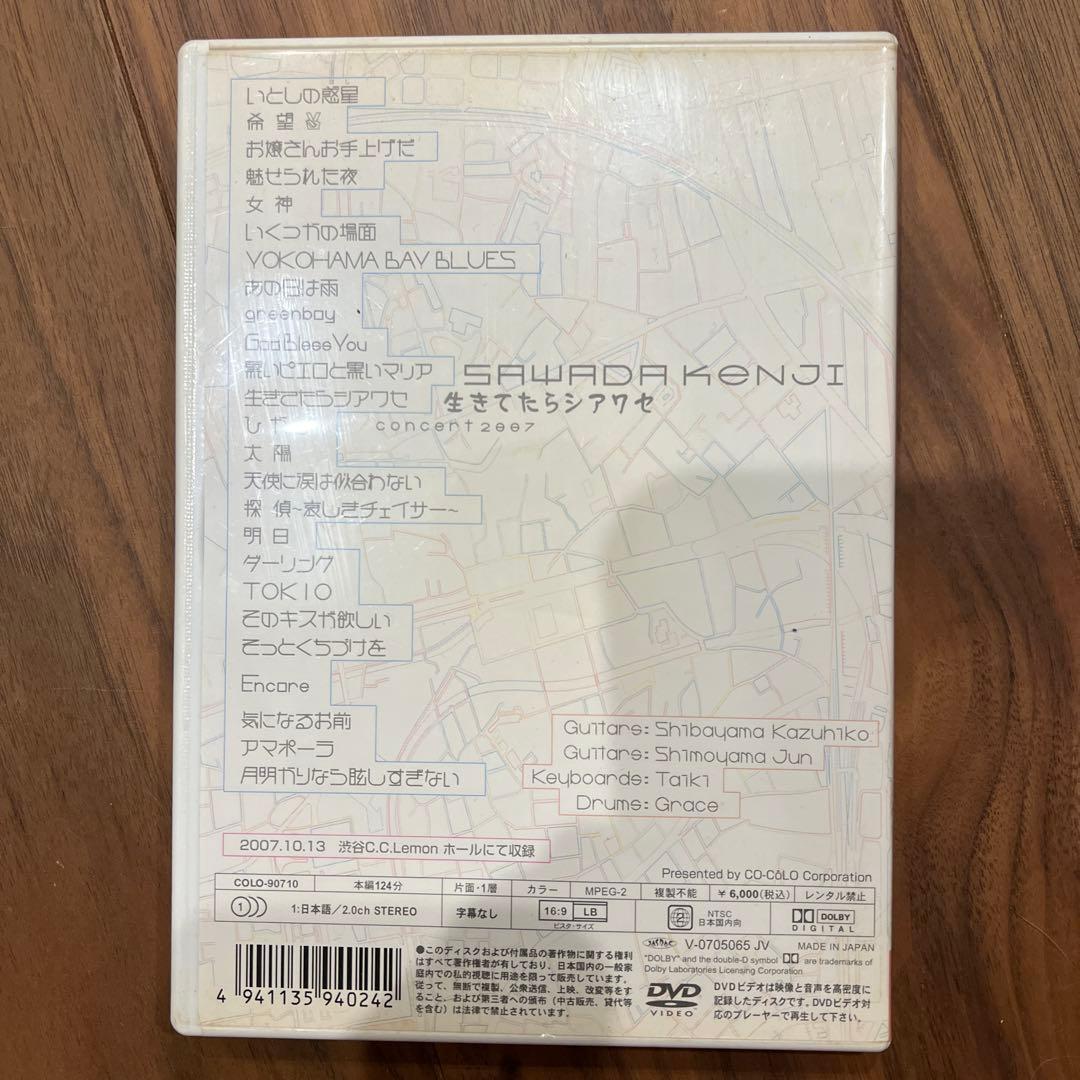 いとしの惑星
希望✌
お嬢さんお手上げだ
魅せられた夜
女神
いくつかの場面
YOKOHAMA BAY BLUES
あの日は雨
greenboy
God Bless You
黒いピエロと黒いマリア
生きてたらシアワセ
ひか
太陽
天使に涙は似合わない
探偵~哀しきチェイサー~
明日
ダーリング
TOKIO
そのキスが欲しい
そっとくちづけを
Encore
気になるお前
アマポーラ
月明かりなら眩しすぎない
SAWADA KENJI
生きてたらシアワセ
concert2007
Guitars: Shibayama Kazuhiko
Guitars: Shimoyama Jun
Keyboards: Taiki
Drums: Grace
2007.10.13 渋谷C.C.Lemon ホールにて収録
Presented by CO-CóLO Corporation
COLO-90710 本編124分 片面・1層 カラー MPEG-2 複製不能 ¥6,000(税込) レンタル禁止
1 1:日本語/2.0ch STEREO 字幕なし 16:9 LB ビスタ・サイズ 2 NTSC 日本国内向 DOLBY DIGITAL
JASRAC V-0705065 JV MADE IN JAPAN
"DOLBY" and the double-D symbol are trademarks of
Dolby Laboratories Licensing Corporation
4 941135 940242
●このディスクおよび付属品の著作物に関する権利
はすべて著作権者が有しており、日本国内の一般家
庭内での私的視聴に用途を限って販売しています。
従って、無断で複製、公衆送信、上映、改変等をす
ること、および第三者への頒布(中古販売、貸代等
を含む)は法律で禁止されています。
DVD VIDEO
DVDビデオは映像と音声を高密度に
記録したディスクです。DVDビデオ対
応のプレーヤーで再生して下さい。